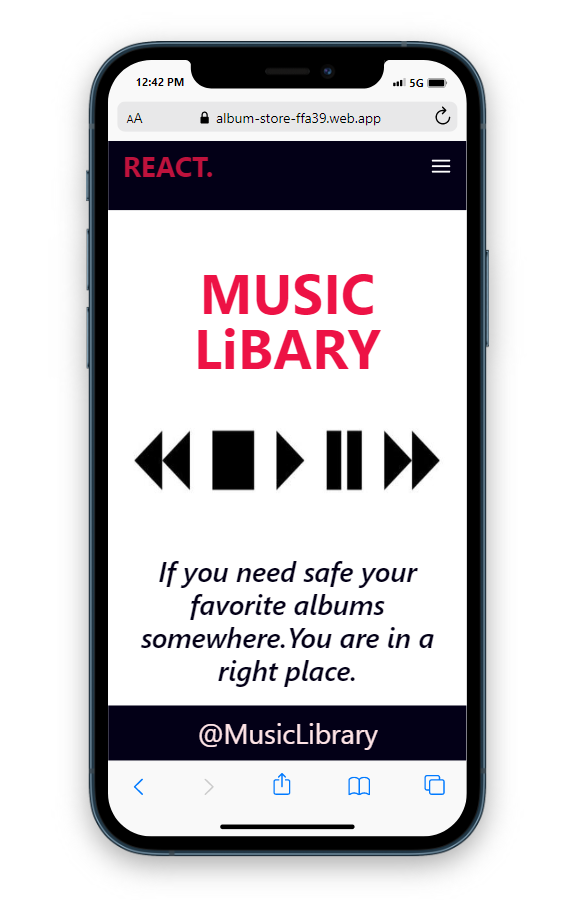 12:42 PM 5G
AA album-store-ffa39.web.app
REACT.
MUSIC
LiBARY
If you need safe your
favorite albums
somewhere.You are in a
right place.
@MusicLibrary